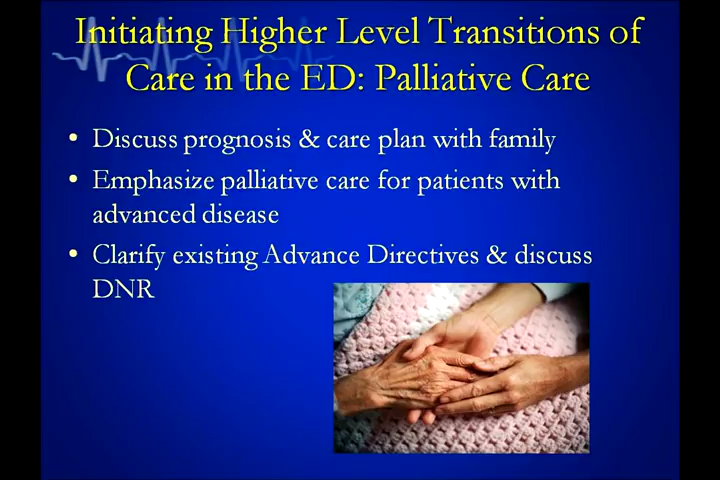 Initiating Higher Level Transitions of
Care in the ED: Palliative Care
• Discuss prognosis & care plan with family
• Emphasize palliative care for patients with
advanced disease
• Clarify existing Advance Directives & discuss
DNR